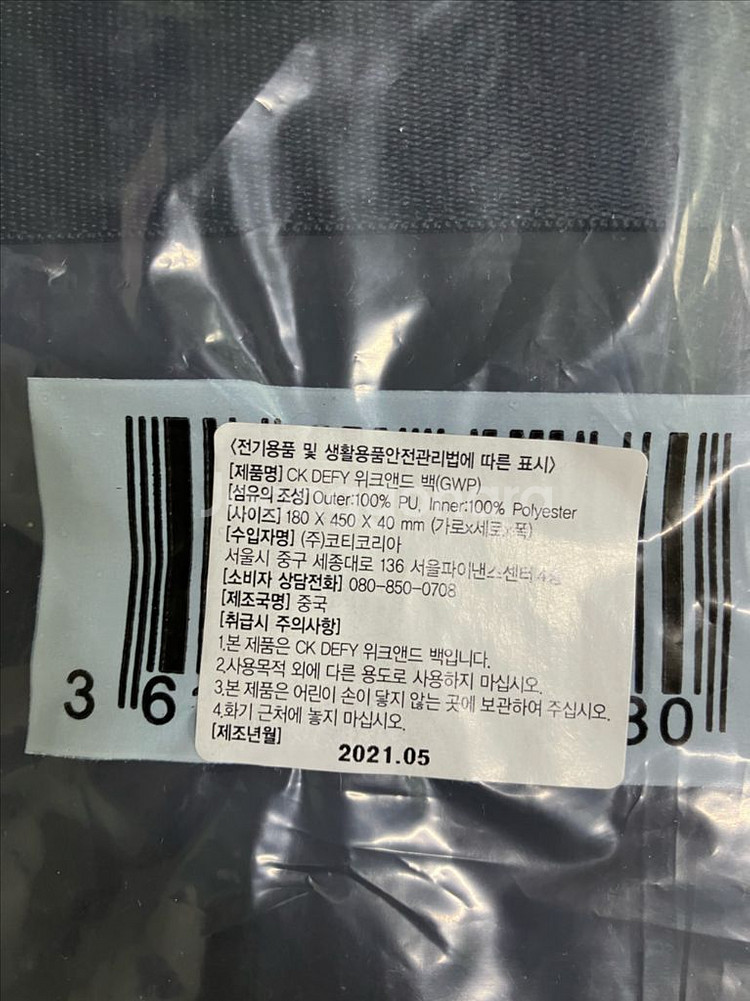 <전기용품 및 생활용품안전관리법에 따른 표시>
[제품명] CK DEFY 위크앤드 백(GWP)
[섬유의 조성] Outer:100% PU, Inner:100% Polyester
[사이즈] 180 X 450 X 40 mm (가로x세로x폭)
[수입자명] (주)코티코리아
서울시 중구 세종대로 136 서울파이낸스센터 4층
[소비자 상담전화] 080-850-0708
[제조국명] 중국
[취급시 주의사항]
1.본 제품은 CK DEFY 위크앤드 백입니다.
2.사용목적 외에 다른 용도로 사용하지 마십시오.
3.본 제품은 어린이 손이 닿지 않는 곳에 보관하여 주십시오.
4.화기 근처에 놓지 마십시오.
[제조년월]
2021.05
3 6
30